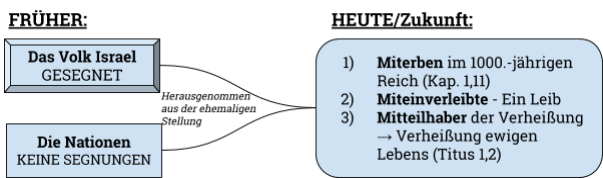 FRÜHER:
Das Volk Israel
GESEGNET
Die Nationen
KEINE SEGNUNGEN
Herausgenommen
aus der ehemaligen
Stellung
HEUTE/Zukunft:
1) Miterben im 1000.-jährigen
Reich (Kap. 1,11)
2) Miteinverleibte - Ein Leib
3) Mitteilhaber der Verheißung
→ Verheißung ewigen
Lebens (Titus 1,2)